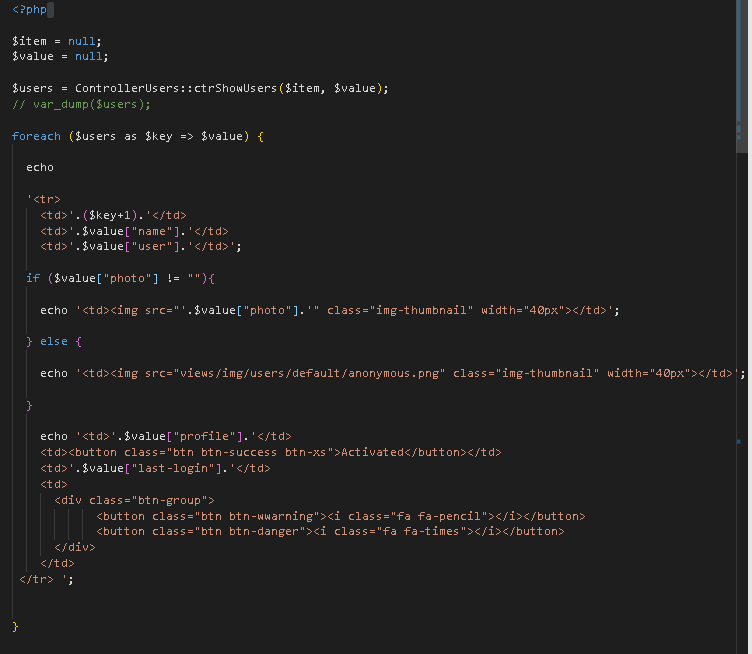 <?php
$item = null;
$value = null;
$users = ControllerUsers::ctrShowUsers($item, $value);
// var_dump($users);
foreach ($users as $key => $value) {
echo
'<tr>
<td>'.($key+1).'</td>
<td>'.$value["name"].'</td>
<td>'.$value["user"].'</td>';
if ($value["photo"] != ""){
echo '<td><img src="'.$value["photo"].'" class="img-thumbnail" width="40px"></td>';
} else {
echo '<td><img src="views/img/users/default/anonymous.png" class="img-thumbnail" width="40px"></td>';
}
echo '<td>'.$value["profile"].'</td>
<td><button class="btn btn-success btn-xs">Activated</button></td>
<td>'.$value["last-login"].'</td>
<td>
<div class="btn-group">
<button class="btn btn-wwarning"><i class="fa fa-pencil"></i></button>
<button class="btn btn-danger"><i class="fa fa-times"></i></button>
</div>
</td>
</tr> ';
}